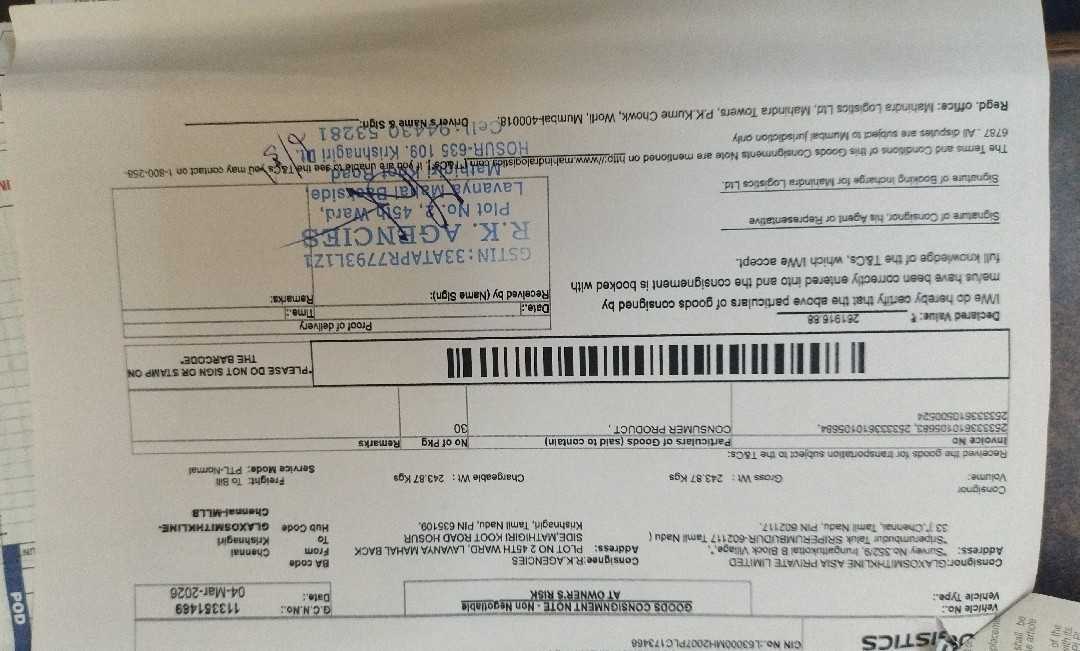 GISTICS
CIN NO.:L63000MH2007PLC173466
Vehicle No.:
Vehicle Type.:
GOODS CONSIGNMENT NOTE - Non Negotiable
AT OWNER'S RISK
G.C.N.No.: 113351469
Date.: 04-Mar-2026
POD
Consignor:GLAXOSMITHKLINE ASIA PRIVATE LIMITED
Address: "Survey No.352/9, Irungattukottai B Block Village,",
"Sriperumbudur Taluk SRIPERUMBUDUR-602117 Tamil Nadu (
33 )",Chennai, Tamil Nadu, PIN 602117.
Consignee:R.K.AGENCIES
Address: PLOT NO 2 45TH WARD, LAVANYA MAHAL BACK
SIDE,MATHIGIRI KOOT ROAD HOSUR
Krishnagiri, Tamil Nadu, PIN 635109.
BA code
From Chennai
To Krishnagiri
Hub Code GLAXOSMITHKLINE-
Chennai-MLLB
Consignor
Volume: Gross Wt : 243.87 Kgs Chargeable Wt : 243.87 Kgs
Freight: To Bill
Service Mode: PTL-Normal
Received the goods for transportation subject to the T&Cs:
Invoice No Particulars of Goods (said to contain) No of Pkg Remarks
253333610105683, 253333610105684,
253333610500524
CONSUMER PRODUCT , 30
*PLEASE DO NOT SIGN OR STAMP ON
THE BARCODE*
Declared Value: ₹ 261916.88
I/We do hereby certify that the above particulars of goods consigned by
me/us have been correctly entered into and the consignment is booked with
full knowledge of the T&Cs, which I/We accept.
Proof of delivery
Date.: Time.:
Received by (Name Sign): Remarks:
GSTIN:33ATAPR7793L1Z1
R.K. AGENCIES
Plot No. 2, 45th Ward,
Lavanya Mahal Backside,
Mathigiri Koot Road
HOSUR-635 109. Krishnagiri Dt.
Cell: 94430 53281
Signature of Consignor, his Agent or Representative
Signature of Booking Incharge for Mahindra Logistics Ltd.
The Terms and Conditions of this Goods Consignments Note are mentioned on http://www.mahindralogistics.com ['T&Cs']. If you are unable to see the T&Cs, you may contact on 1-800-258-
6787 . All disputes are subject to Mumbai jurisdiction only
Driver's Name & Sign:
Regd. office: Mahindra Logistics Ltd, Mahindra Towers, P.K.Kurne Chowk, Worli, Mumbai-400018.